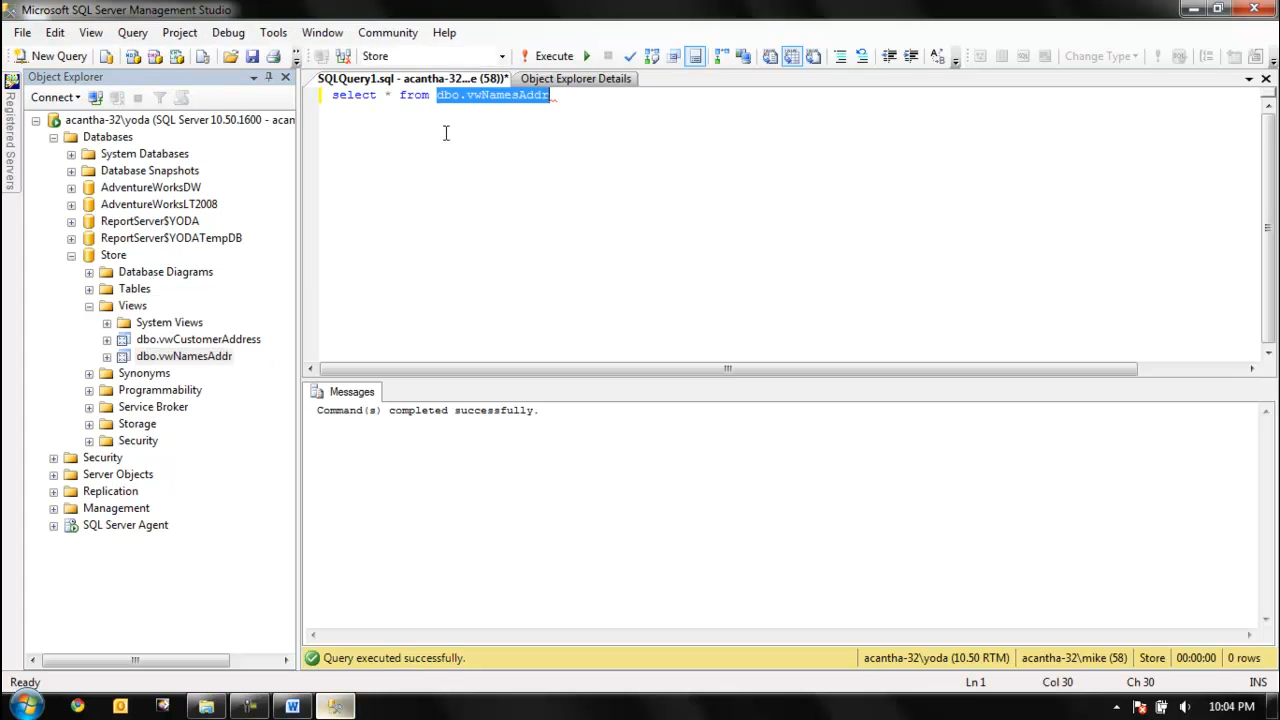 Microsoft SQL Server Management Studio
File Edit View Query Project Debug Tools Window Community Help
New Query Store Execute Change Type
Object Explorer
SQLQuery1.sql - acantha-32...e (58))* Object Explorer Details
Registered Servers
Connect
select * from dbo.vwNamesAddr
acantha-32\yoda (SQL Server 10.50.1600 - acan
Databases
System Databases
Database Snapshots
AdventureWorksDW
AdventureWorksLT2008
ReportServer$YODA
ReportServer$YODATempDB
Store
Database Diagrams
Tables
Views
System Views
dbo.vwCustomerAddress
dbo.vwNamesAddr
Synonyms
Programmability
Service Broker
Storage
Security
Security
Server Objects
Replication
Management
SQL Server Agent
Messages
Command(s) completed successfully.
Query executed successfully. acantha-32\yoda (10.50 RTM) acantha-32\mike (58) Store 00:00:00 0 rows
Ready Ln 1 Col 30 Ch 30 INS
10:04 PM